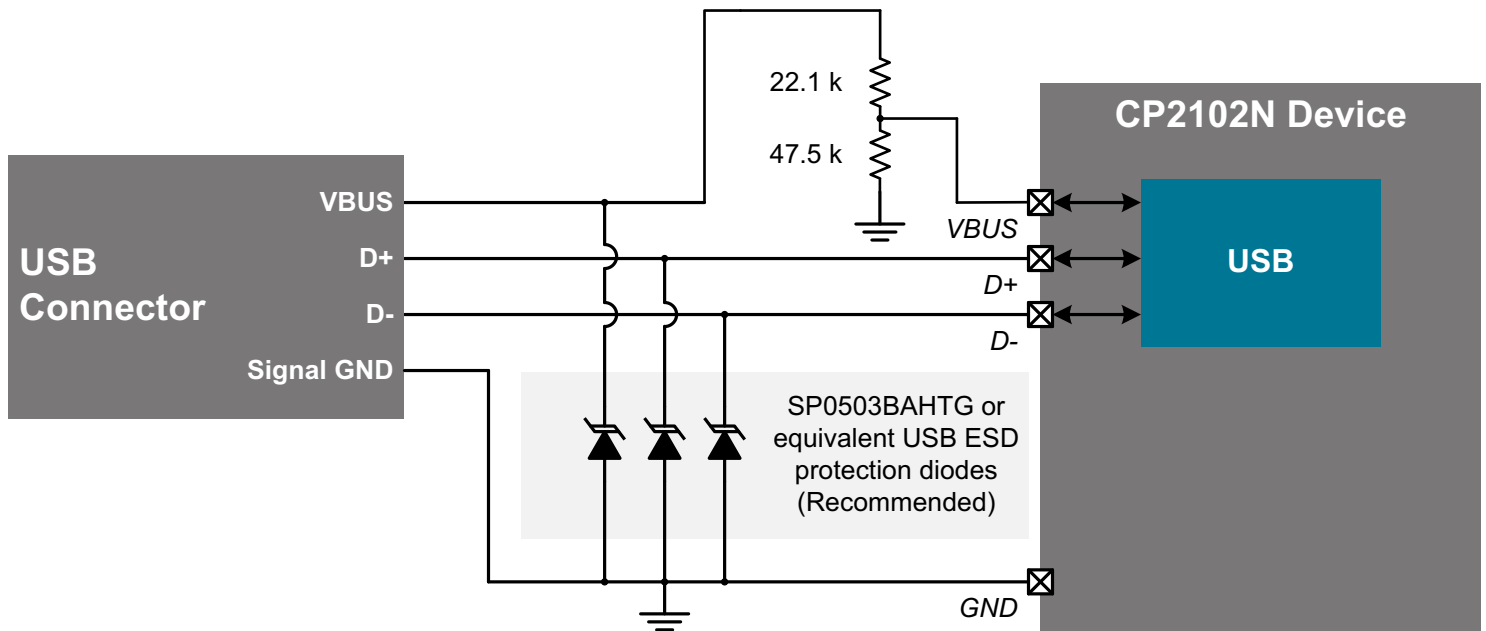 22.1 k
47.5 k
CP2102N Device
USB
Connector
VBUS
D+
D-
Signal GND
VBUS
D+
D-
GND
USB
SP0503BAHTG or
equivalent USB ESD
protection diodes
(Recommended)